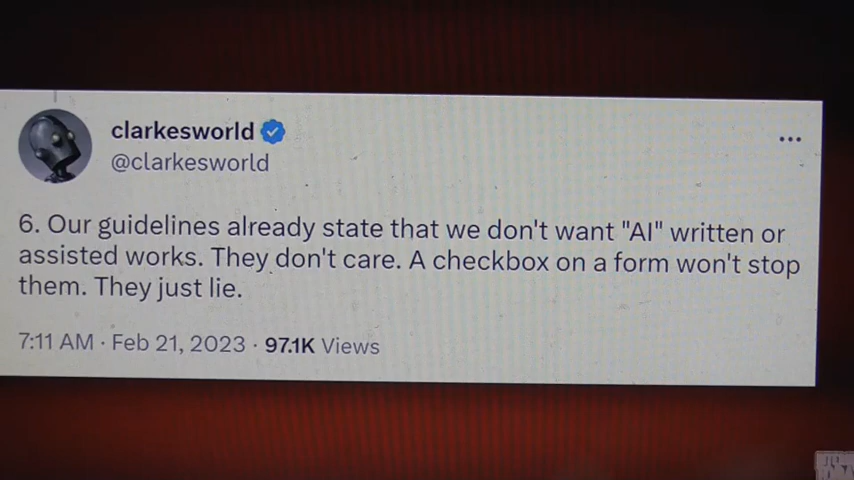 clarkesworld
@clarkesworld
6. Our guidelines already state that we don't want "AI" written or
assisted works. They don't care. A checkbox on a form won't stop
them. They just lie.
7:11 AM · Feb 21, 2023 · 97.1K Views